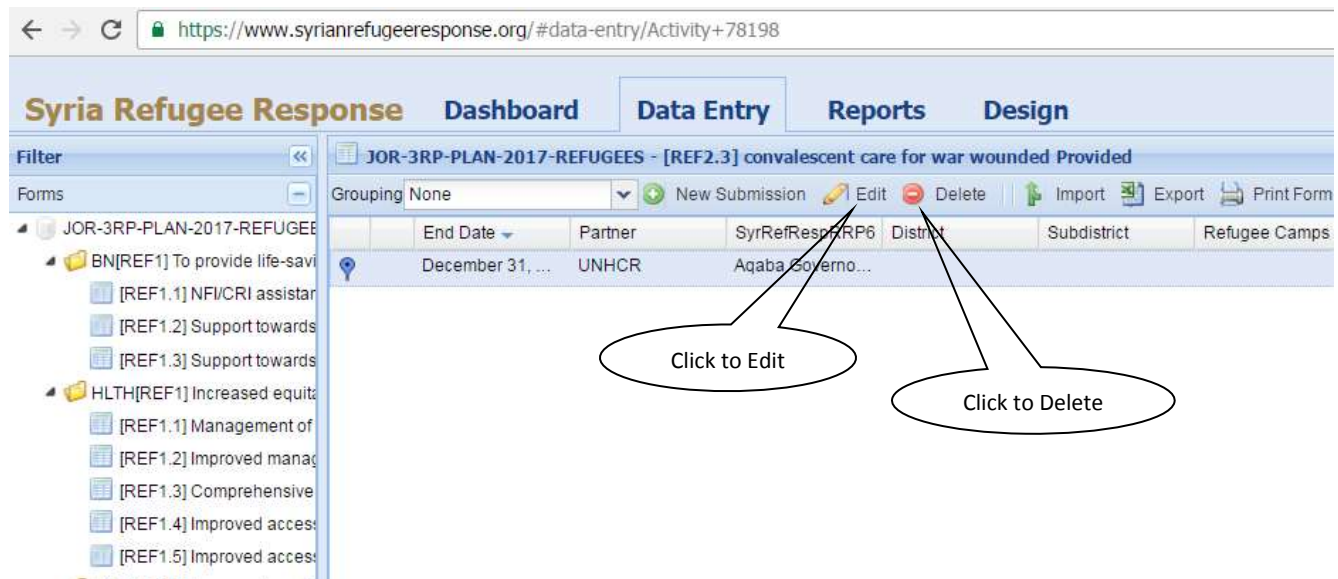 https://www.syrianrefugeeresponse.org/#data-entry/Activity+78198
Syria Refugee Response Dashboard Data Entry Reports Design
Filter
JOR-3RP-PLAN-2017-REFUGEES - [REF2.3] convalescent care for war wounded Provided
Forms
Grouping None New Submission Edit Delete Import Export Print Form
JOR-3RP-PLAN-2017-REFUGEE
End Date Partner SyrRefRespRRP6 District Subdistrict Refugee Camps
BN[REF1] To provide life-savi
December 31, ... UNHCR Aqaba Governo...
[REF1.1] NFI/CRI assistan
[REF1.2] Support towards
[REF1.3] Support towards
Click to Edit
HLTH[REF1] Increased equita
Click to Delete
[REF1.1] Management of
[REF1.2] Improved manag
[REF1.3] Comprehensive
[REF1.4] Improved access
[REF1.5] Improved access